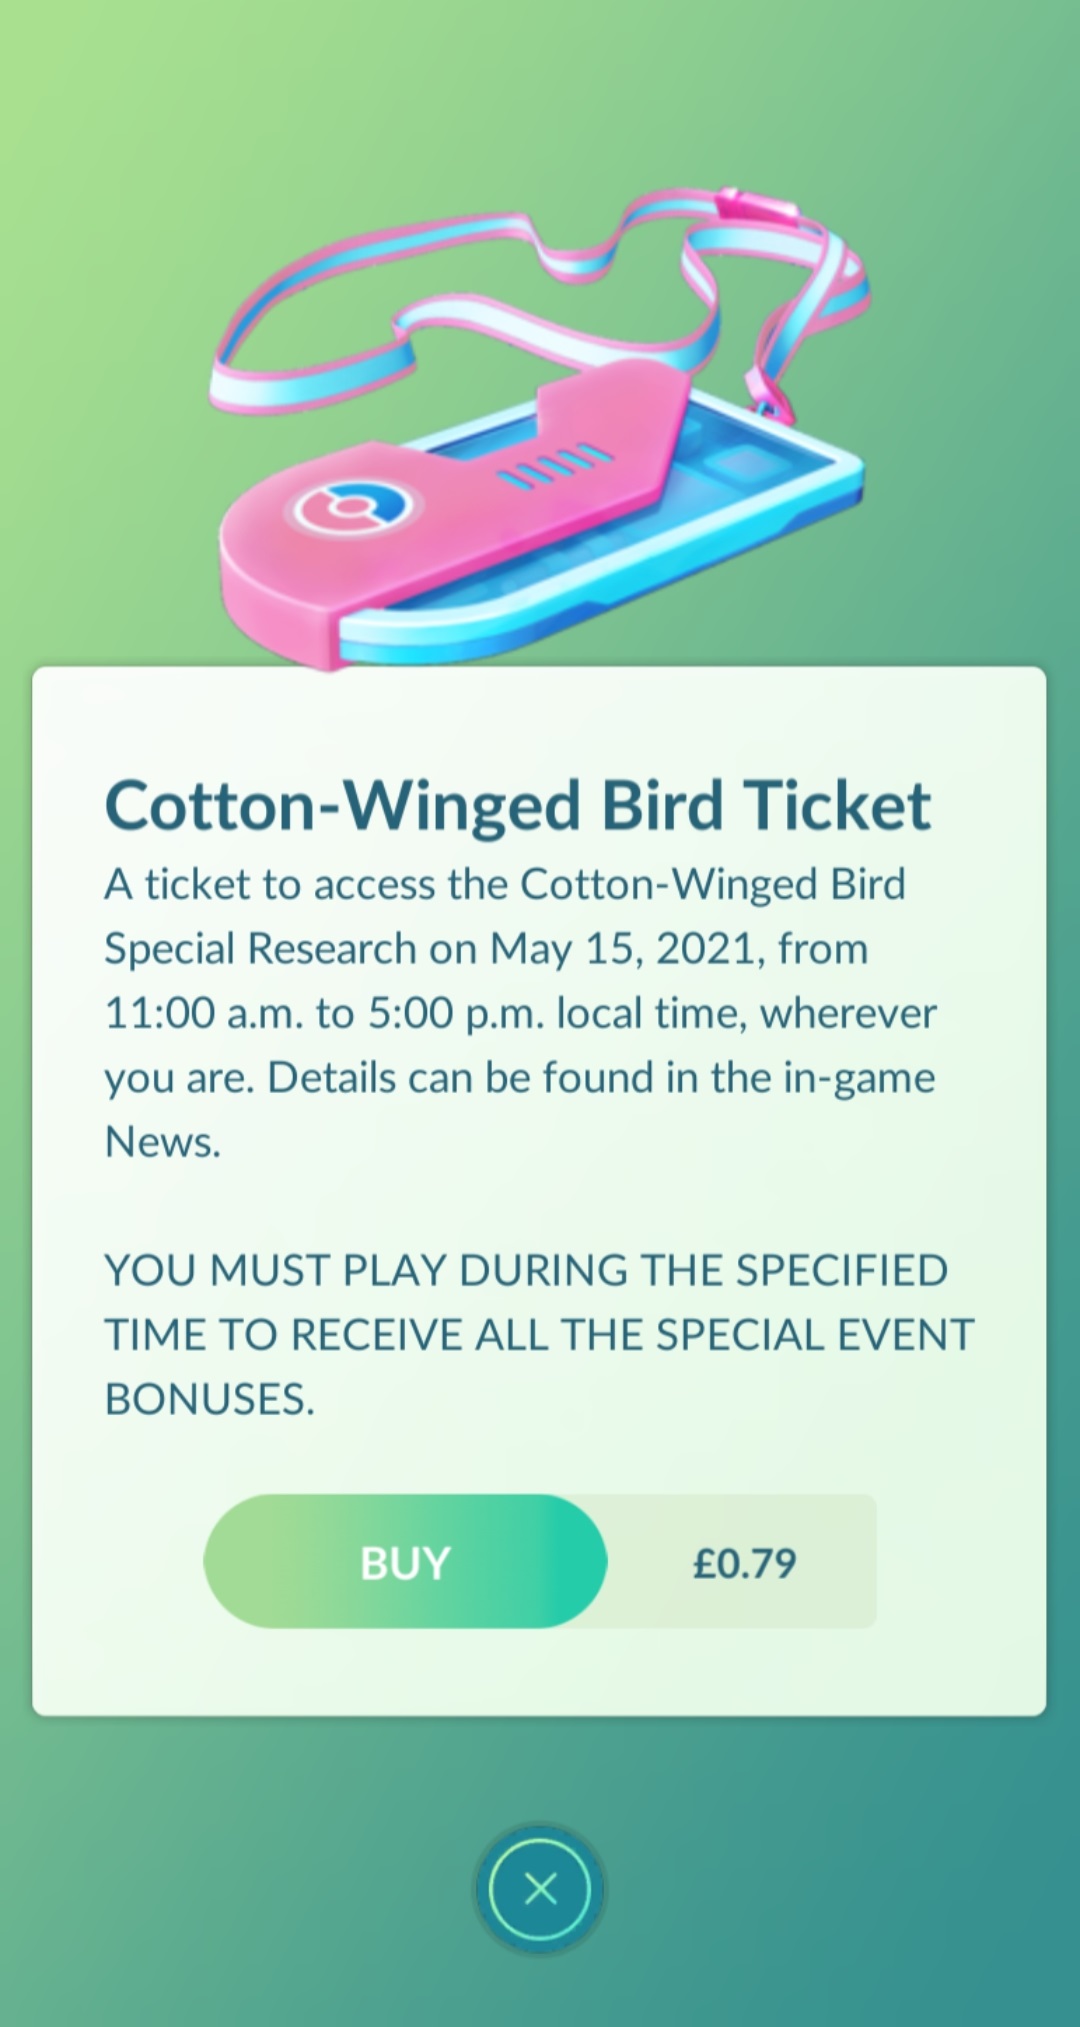 Cotton-Winged Bird Ticket
A ticket to access the Cotton-Winged Bird
Special Research on May 15, 2021, from
11:00 a.m. to 5:00 p.m. local time, wherever
you are. Details can be found in the in-game
News.
YOU MUST PLAY DURING THE SPECIFIED
TIME TO RECEIVE ALL THE SPECIAL EVENT
BONUSES.
BUY £0.79